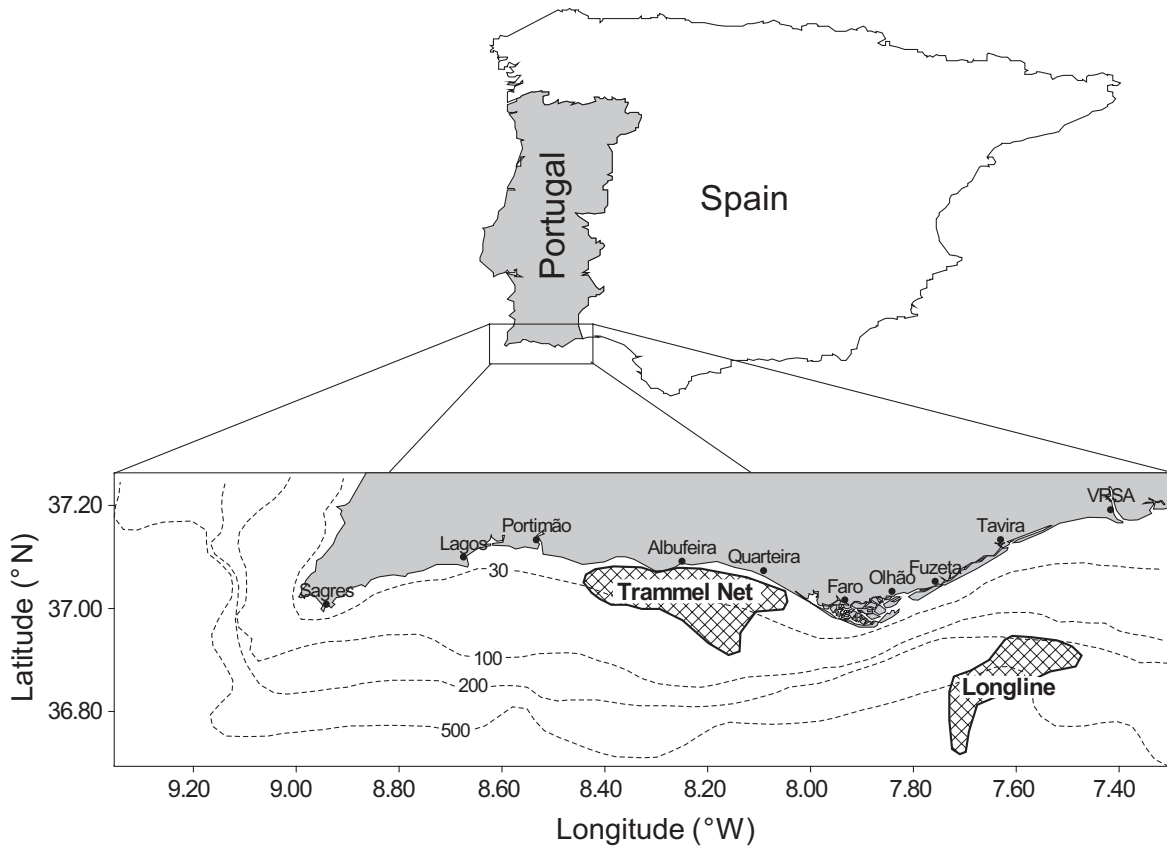 Portugal
Spain
37.20
37.00
36.80
Latitude (°N)
VRSA
Portimão
Tavira
Lagos
Albufeira
Quarteira
Fuzeta
Olhão
Faro
Sagres
30
Trammel Net
100
200
500
Longline
9.20 9.00 8.80 8.60 8.40 8.20 8.00 7.80 7.60 7.40
Longitude (°W)